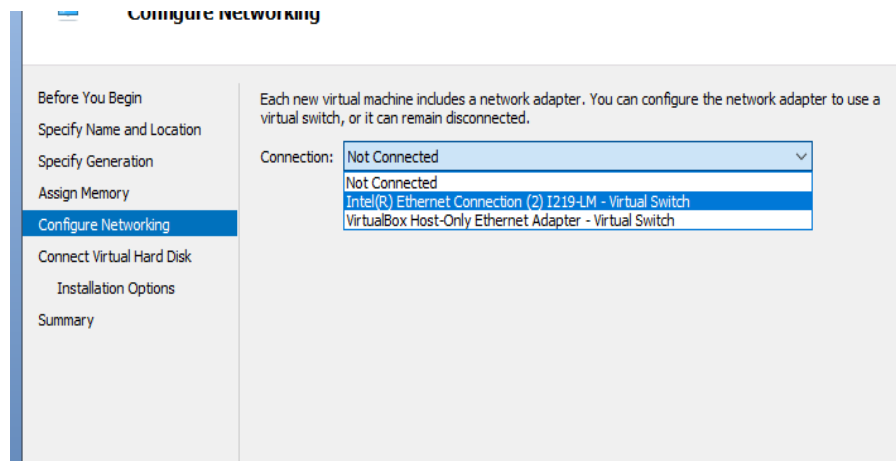 Configure Networking
Before You Begin
Specify Name and Location
Specify Generation
Assign Memory
Configure Networking
Connect Virtual Hard Disk
Installation Options
Summary
Each new virtual machine includes a network adapter. You can configure the network adapter to use a
virtual switch, or it can remain disconnected.
Connection: Not Connected
Not Connected
Intel(R) Ethernet Connection (2) I219-LM - Virtual Switch
VirtualBox Host-Only Ethernet Adapter - Virtual Switch